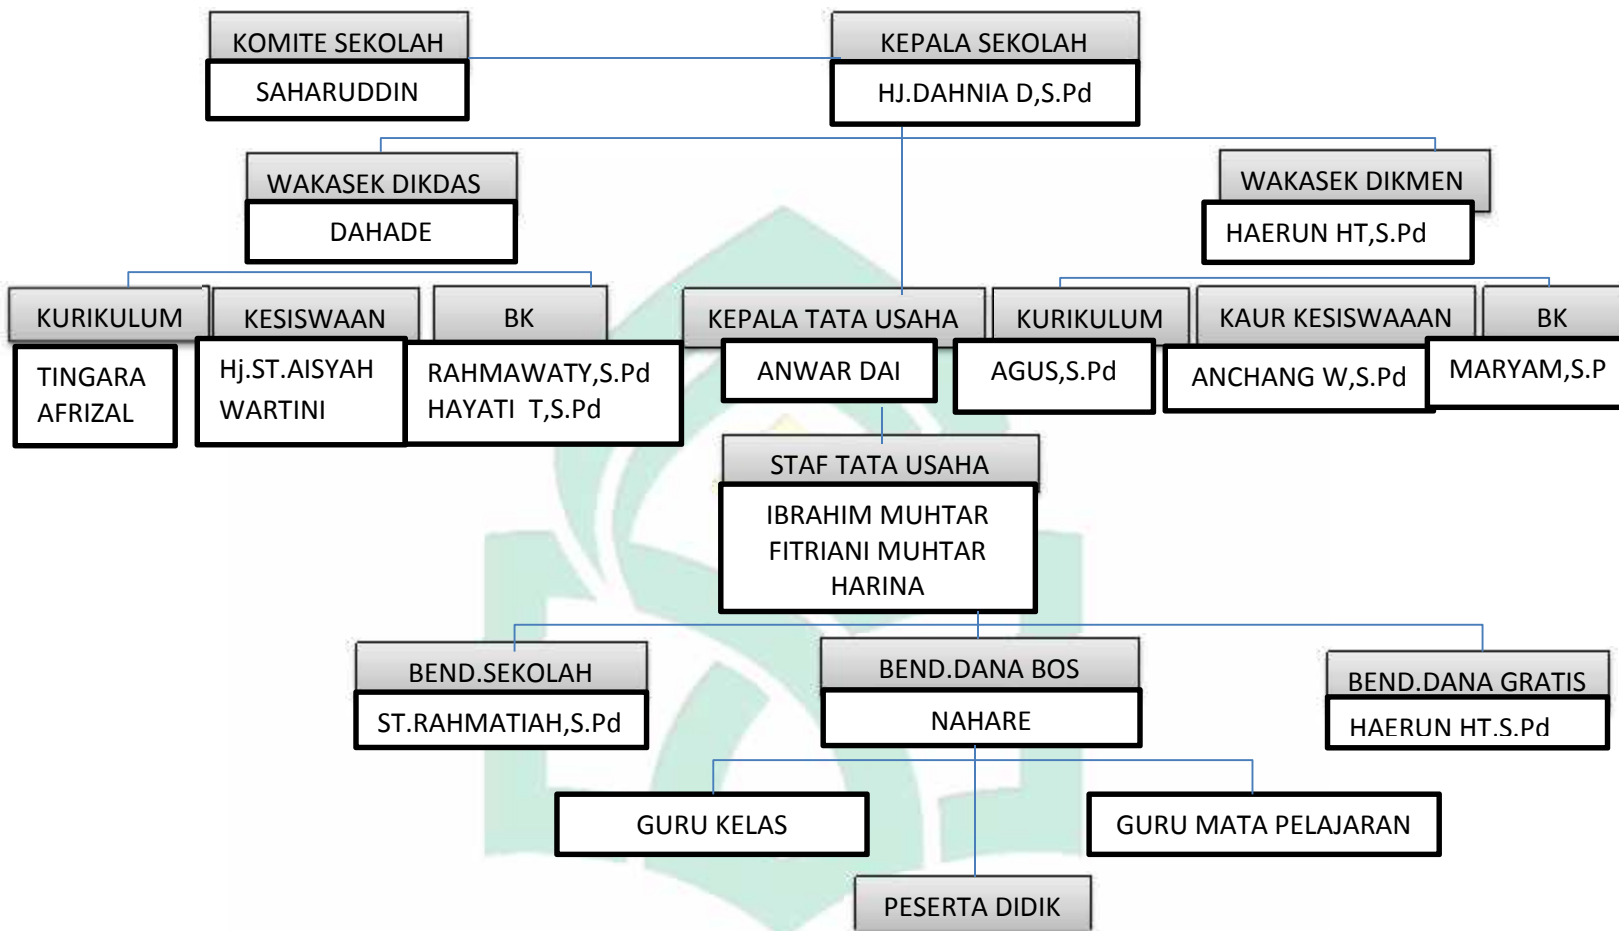 KOMITE SEKOLAH
SAHARUDDIN
KEPALA SEKOLAH
HJ.DAHNIA D,S.Pd
WAKASEK DIKDAS
DAHADE
WAKASEK DIKMEN
HAERUN HT,S.Pd
KURIKULUM
TINGARA
AFRIZAL
KESISWAAN
Hj.ST.AISYAH
WARTINI
BK
RAHMAWATY,S.Pd
HAYATI T,S.Pd
KEPALA TATA USAHA
ANWAR DAI
KURIKULUM
AGUS,S.Pd
KAUR KESISWAAAN
ANCHANG W,S.Pd
BK
MARYAM,S.P
STAF TATA USAHA
IBRAHIM MUHTAR
FITRIANI MUHTAR
HARINA
BEND.SEKOLAH
ST.RAHMATIAH,S.Pd
BEND.DANA BOS
NAHARE
BEND.DANA GRATIS
HAERUN HT.S.Pd
GURU KELAS
GURU MATA PELAJARAN
PESERTA DIDIK